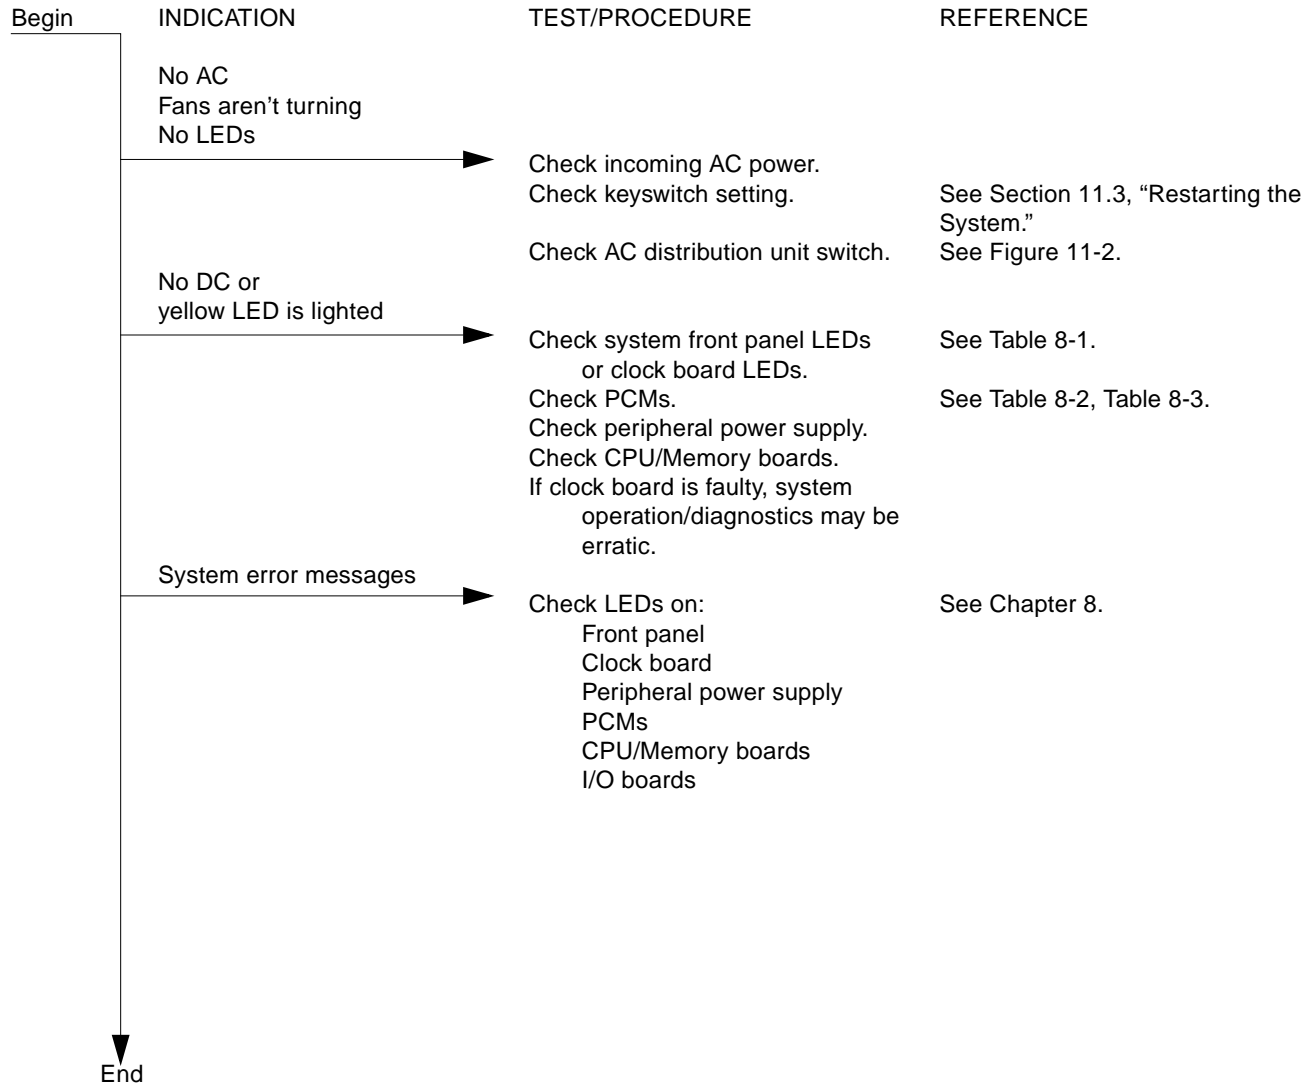 Begin INDICATION TEST/PROCEDURE REFERENCE
No AC
Fans aren’t turning
No LEDs
Check incoming AC power.
Check keyswitch setting. See Section 11.3, “Restarting the
System.”
Check AC distribution unit switch. See Figure 11-2.
No DC or
yellow LED is lighted
Check system front panel LEDs See Table 8-1.
or clock board LEDs.
Check PCMs. See Table 8-2, Table 8-3.
Check peripheral power supply.
Check CPU/Memory boards.
If clock board is faulty, system
operation/diagnostics may be
erratic.
System error messages
Check LEDs on: See Chapter 8.
Front panel
Clock board
Peripheral power supply
PCMs
CPU/Memory boards
I/O boards
End